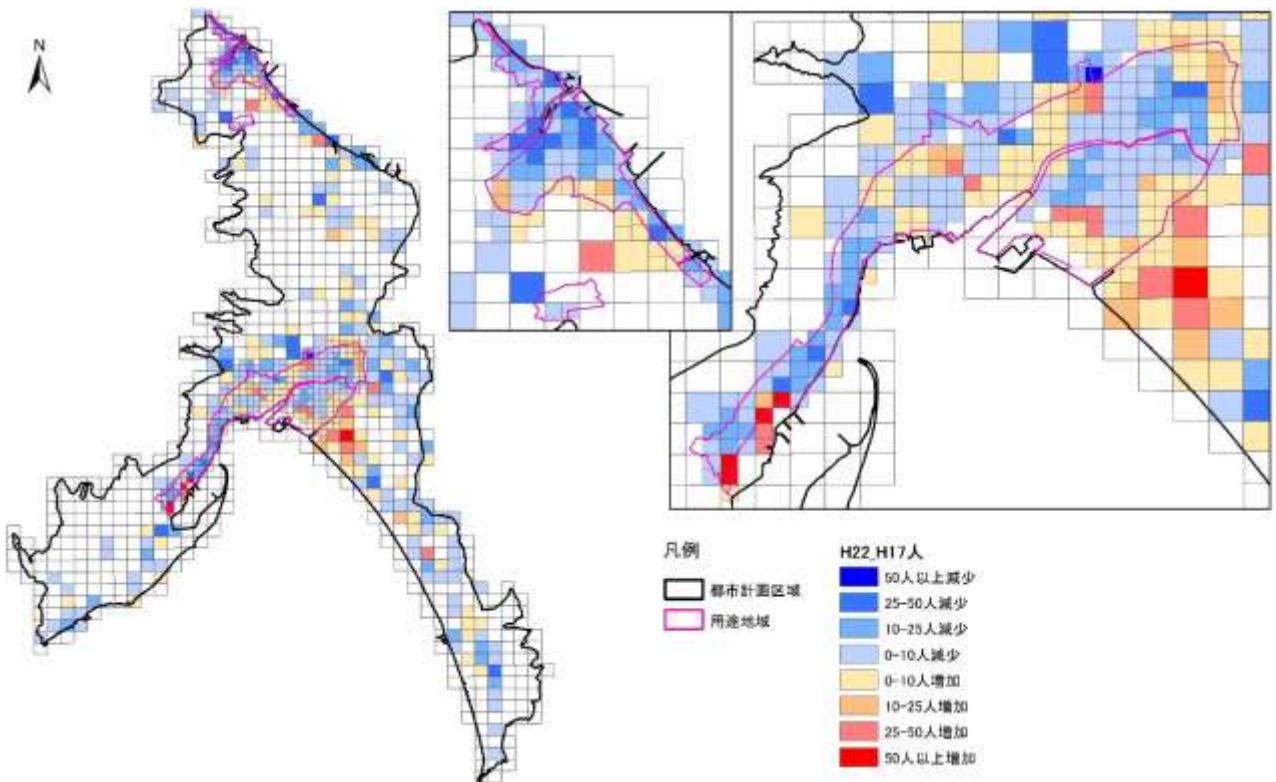 N
凡例
都市計画区域
用途地域
H22_H17人
50人以上減少
25-50人減少
10-25人減少
0-10人減少
0-10人増加
10-25人増加
25-50人増加
50人以上増加